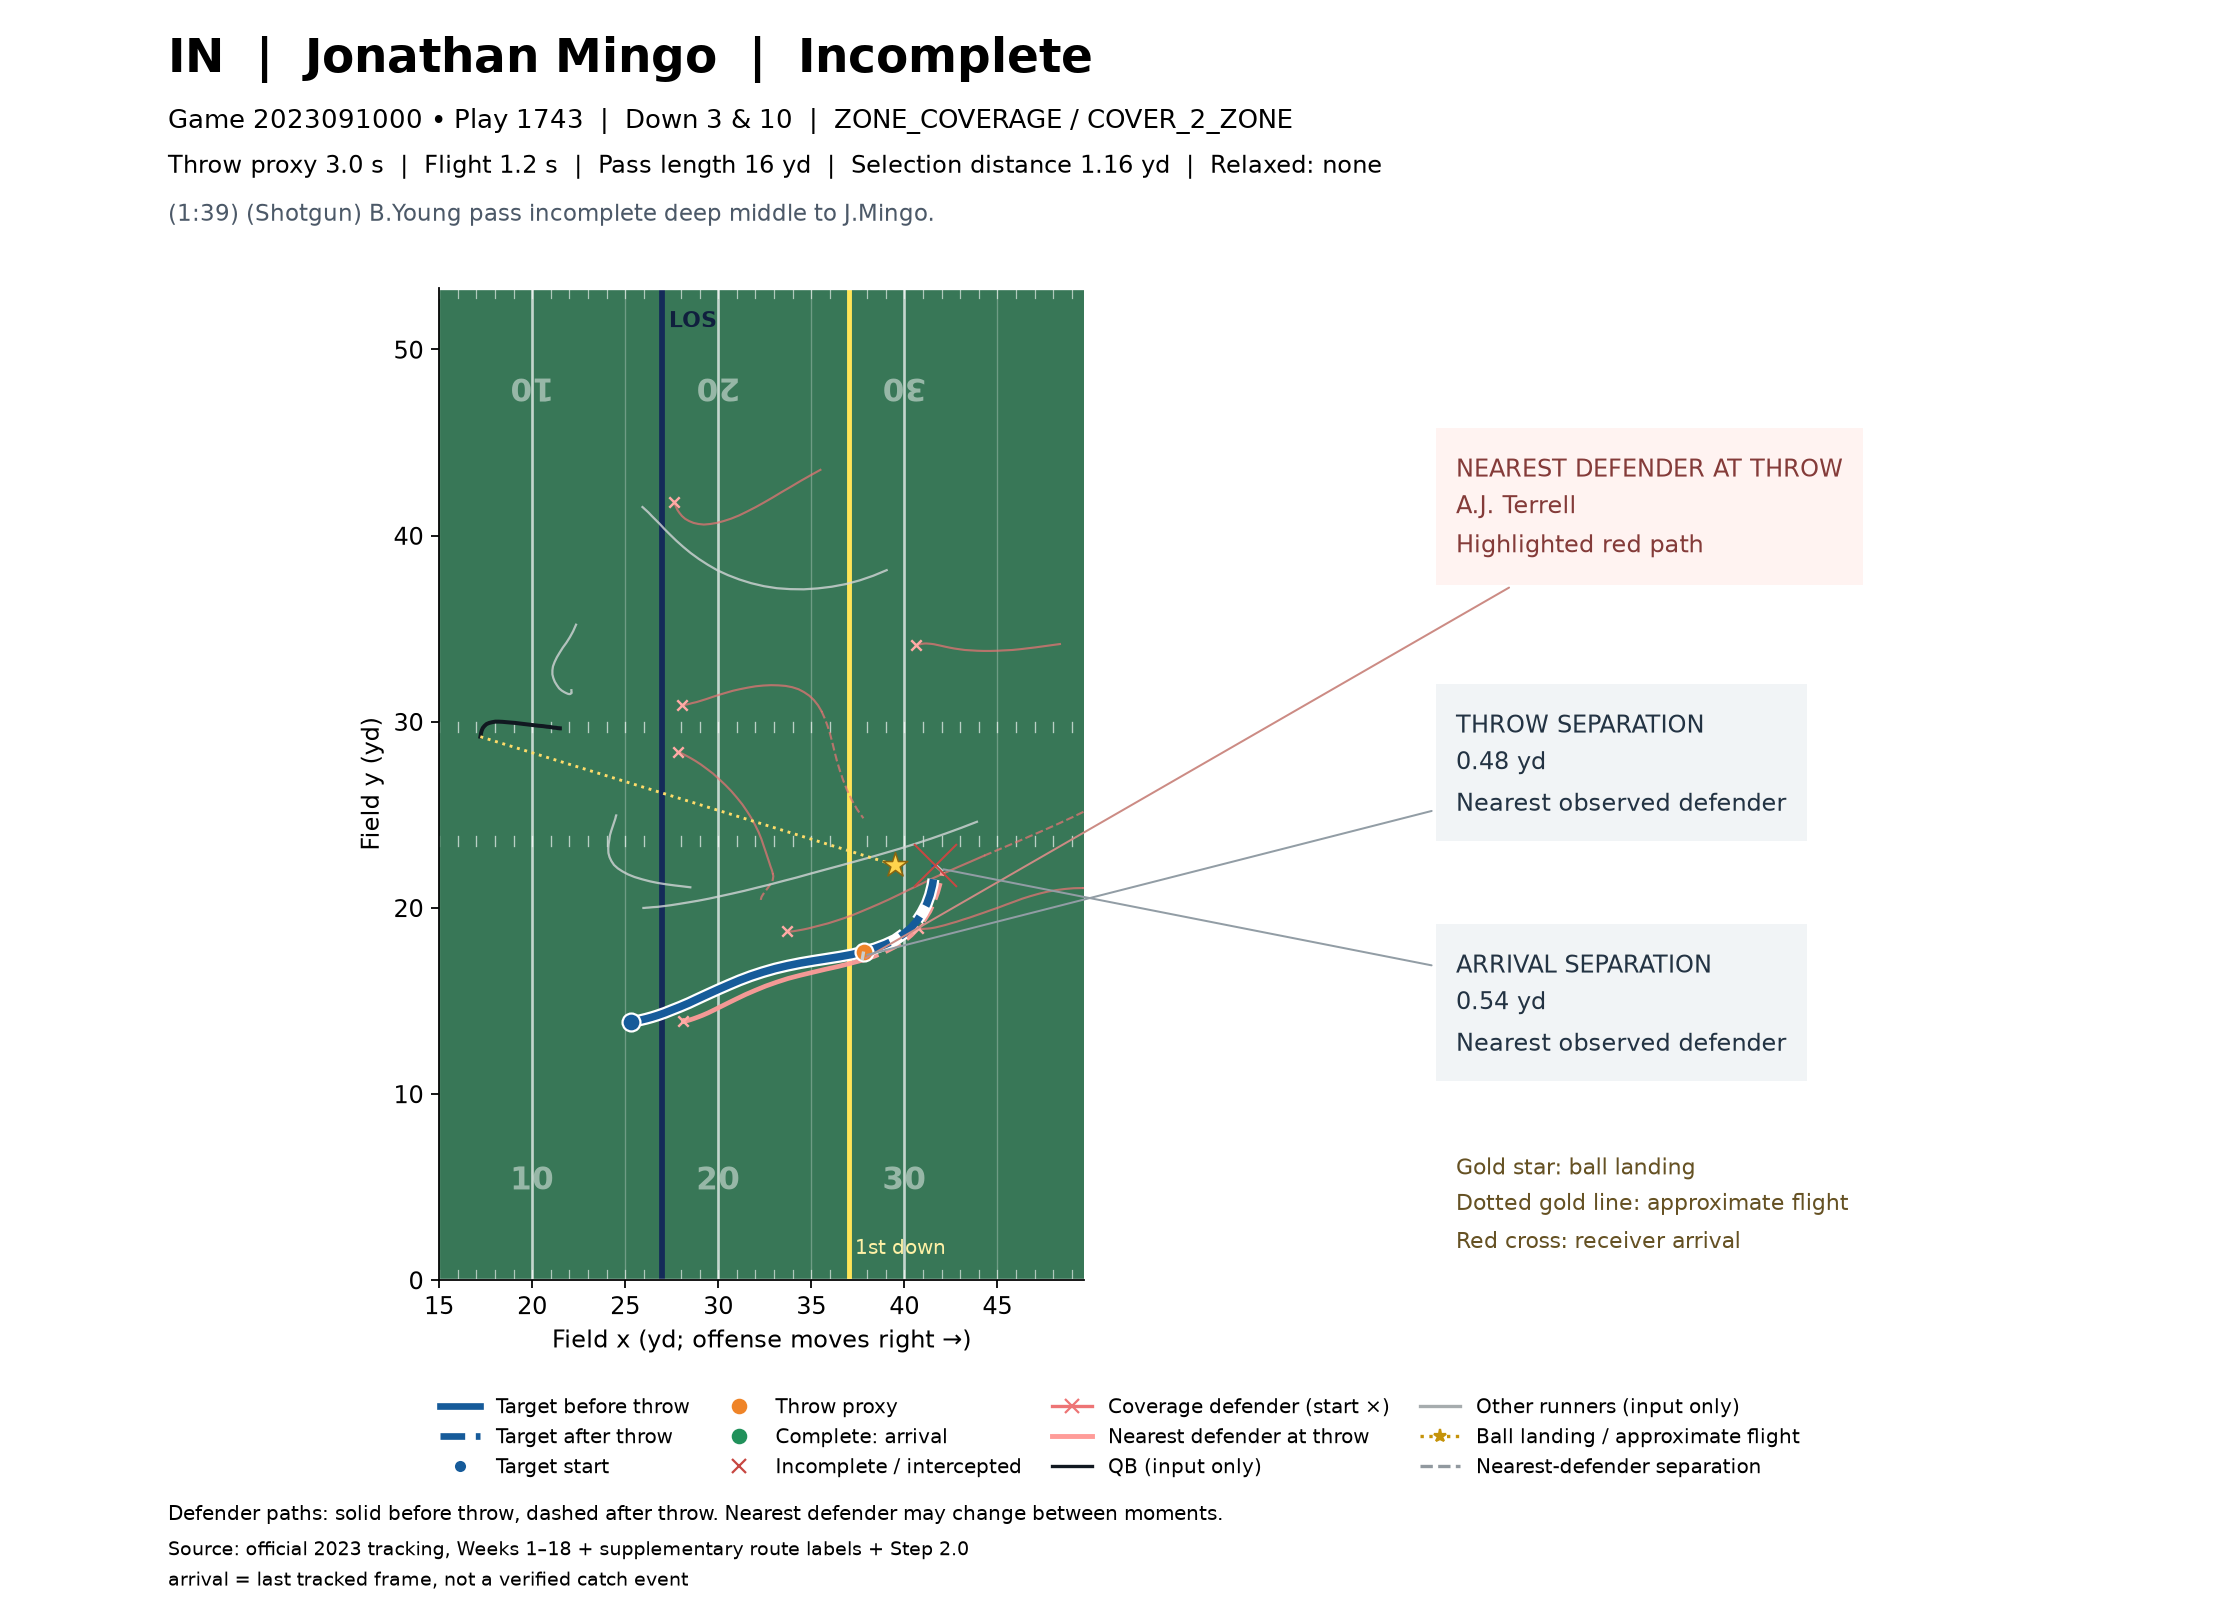 IN | Jonathan Mingo | Incomplete
Game 2023091000 • Play 1743 | Down 3 & 10 | ZONE_COVERAGE / COVER_2_ZONE
Throw proxy 3.0 s | Flight 1.2 s | Pass length 16 yd | Selection distance 1.16 yd | Relaxed: none
(1:39) (Shotgun) B.Young pass incomplete deep middle to J.Mingo.
LOS
10 20 30
50
40
30
20
10
0
Field y (yd)
10 20 30
1st down
15 20 25 30 35 40 45
Field x (yd; offense moves right →)
NEAREST DEFENDER AT THROW
A.J. Terrell
Highlighted red path
THROW SEPARATION
0.48 yd
Nearest observed defender
ARRIVAL SEPARATION
0.54 yd
Nearest observed defender
Gold star: ball landing
Dotted gold line: approximate flight
Red cross: receiver arrival
Target before throw
Target after throw
Target start
Throw proxy
Complete: arrival
Incomplete / intercepted
Coverage defender (start ×)
Nearest defender at throw
QB (input only)
Other runners (input only)
Ball landing / approximate flight
Nearest-defender separation
Defender paths: solid before throw, dashed after throw. Nearest defender may change between moments.
Source: official 2023 tracking, Weeks 1–18 + supplementary route labels + Step 2.0
arrival = last tracked frame, not a verified catch event